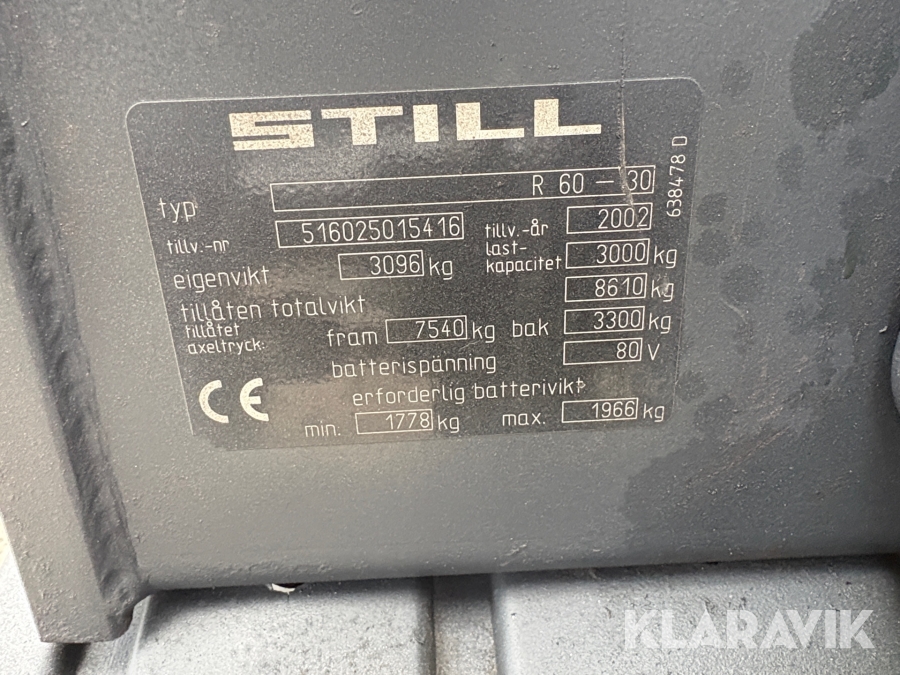 STILL
typ R 60 – 30
tillv.-nr 516025015416 tillv.-år 2002
eigenvikt 3096 kg last-kapacitet 3000 kg
tillåten totalvikt 8610 kg
tillåtet axeltryck: fram 7540 kg bak 3300 kg
batterispänning 80 V
erforderlig batterivikt
CE min. 1778 kg max. 1966 kg
638478 D
KLARAVIK